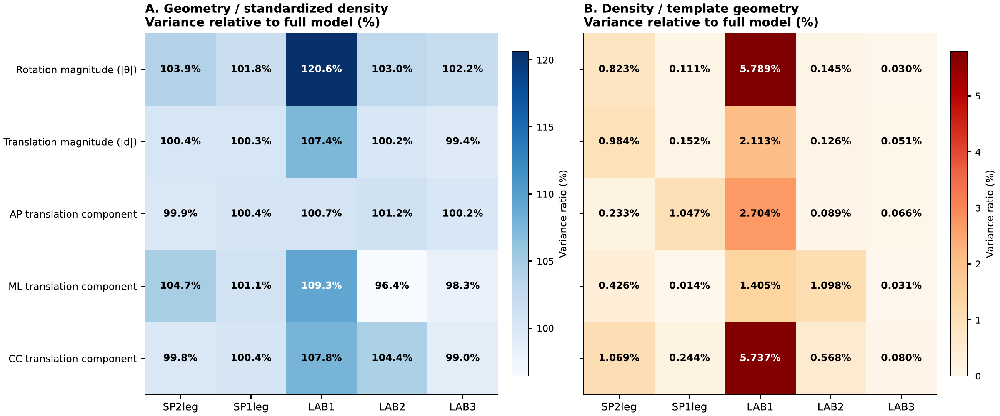 A. Geometry / standardized density
Variance relative to full model (%)
Rotation magnitude (|θ|)
103.9% 101.8% 120.6% 103.0% 102.2%
Translation magnitude (|d|)
100.4% 100.3% 107.4% 100.2% 99.4%
AP translation component
99.9% 100.4% 100.7% 101.2% 100.2%
ML translation component
104.7% 101.1% 109.3% 96.4% 98.3%
CC translation component
99.8% 100.4% 107.8% 104.4% 99.0%
SP2leg SP1leg LAB1 LAB2 LAB3
120
115
110
105
100
Variance ratio (%)
B. Density / template geometry
Variance relative to full model (%)
0.823% 0.111% 5.789% 0.145% 0.030%
0.984% 0.152% 2.113% 0.126% 0.051%
0.233% 1.047% 2.704% 0.089% 0.066%
0.426% 0.014% 1.405% 1.098% 0.031%
1.069% 0.244% 5.737% 0.568% 0.080%
SP2leg SP1leg LAB1 LAB2 LAB3
5
4
3
2
1
0
Variance ratio (%)